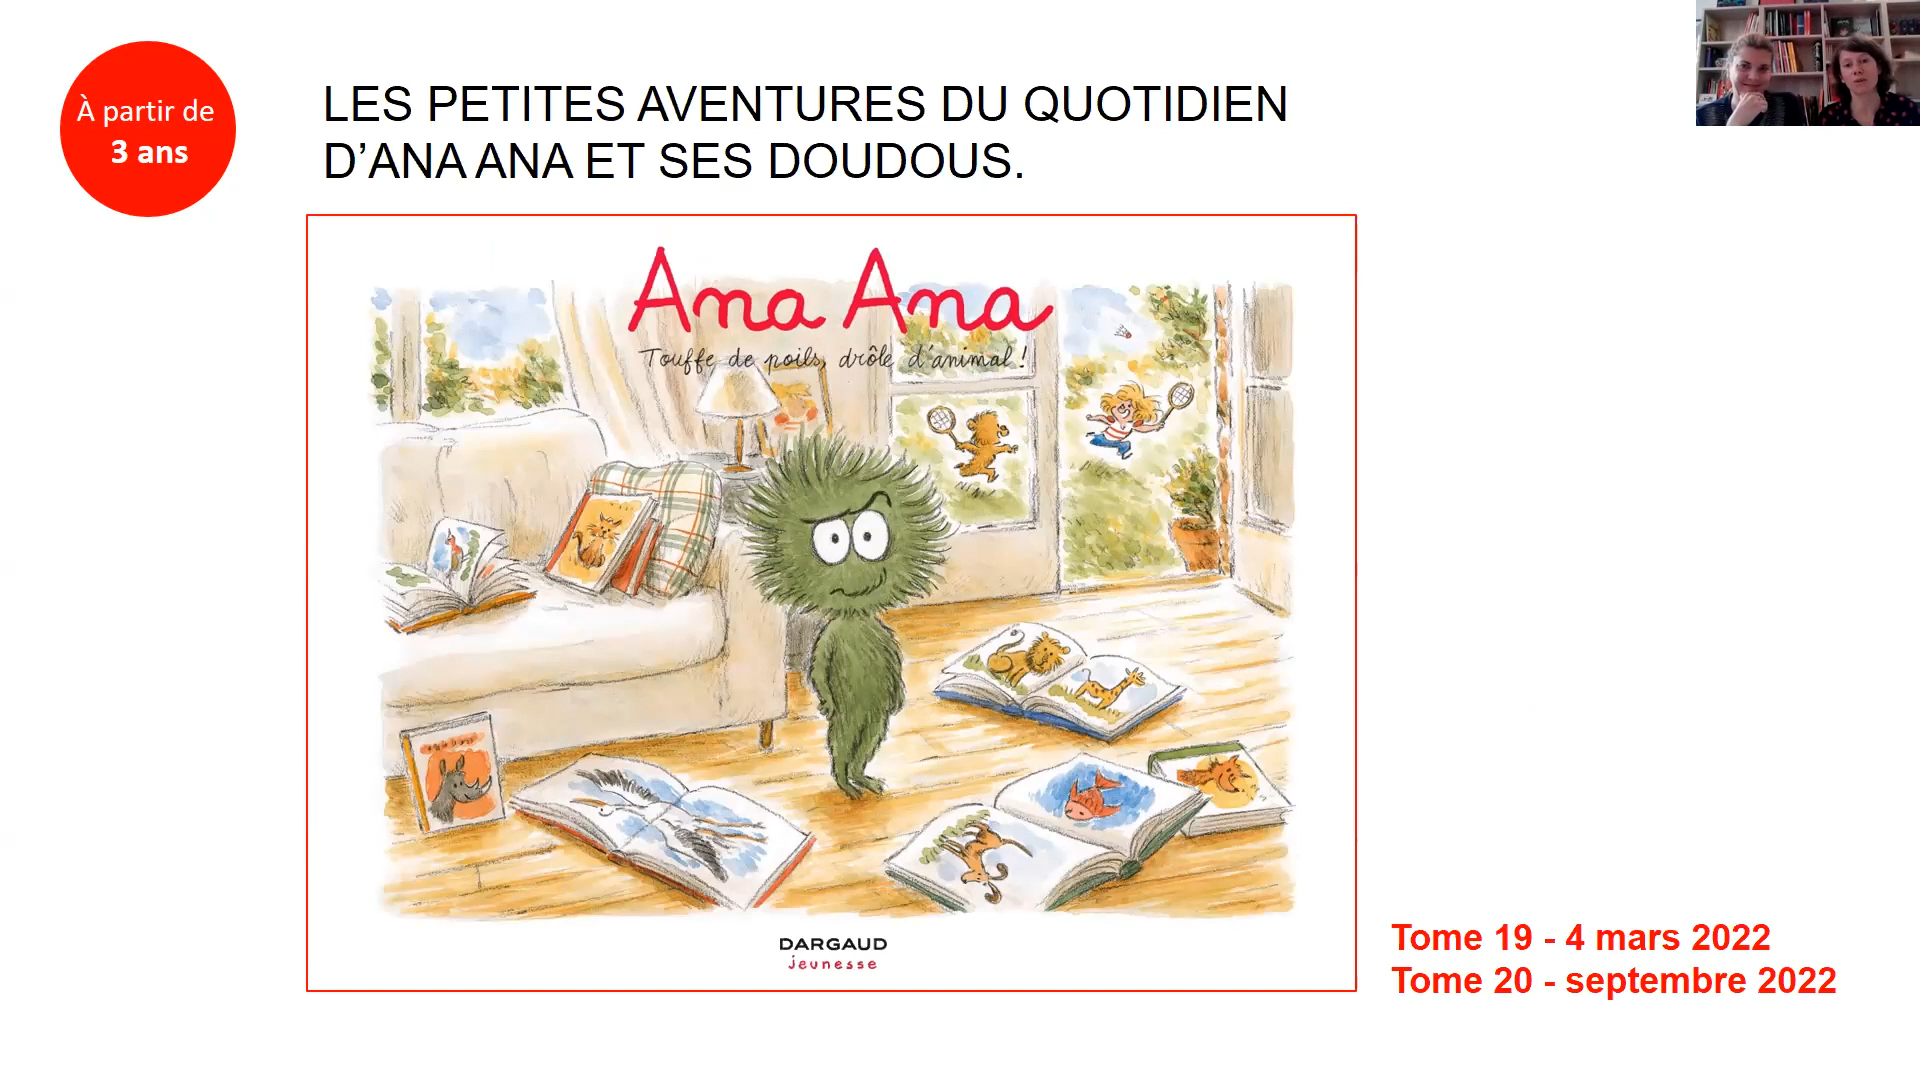 À partir de
3 ans
LES PETITES AVENTURES DU QUOTIDIEN
D’ANA ANA ET SES DOUDOUS.
Ana Ana
Touffe de poils, drôle d'animal !
DARGAUD
jeunesse
Tome 19 - 4 mars 2022
Tome 20 - septembre 2022